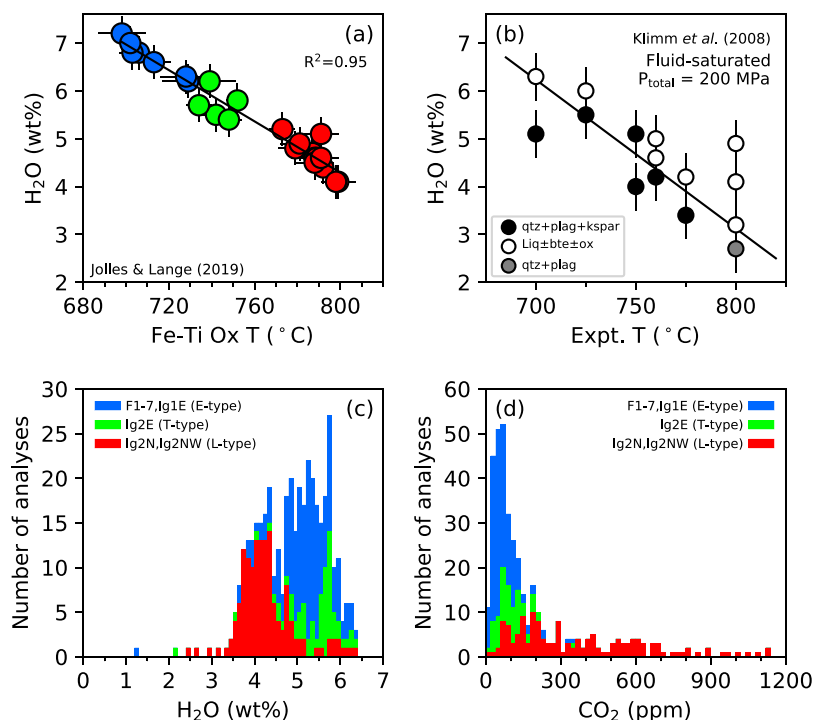 (a)
R²=0.95
7
6
5
4
3
2
H₂O (wt%)
Jolles & Lange (2019)
680
720
760
800
Fe-Ti Ox T (°C)
(b)
Klimm et al. (2008)
Fluid-saturated
P_total = 200 MPa
7
6
5
4
3
2
H₂O (wt%)
qtz+plag+kspar
Liq±bte±ox
qtz+plag
700
750
800
Expt. T (°C)
30
25
20
15
10
5
0
Number of analyses
F1-7,Ig1E (E-type)
Ig2E (T-type)
Ig2N,Ig2NW (L-type)
(c)
0 1 2 3 4 5 6 7
H₂O (wt%)
60
50
40
30
20
10
0
Number of analyses
(d)
F1-7,Ig1E (E-type)
Ig2E (T-type)
Ig2N,Ig2NW (L-type)
0 300 600 900 1200
CO₂ (ppm)